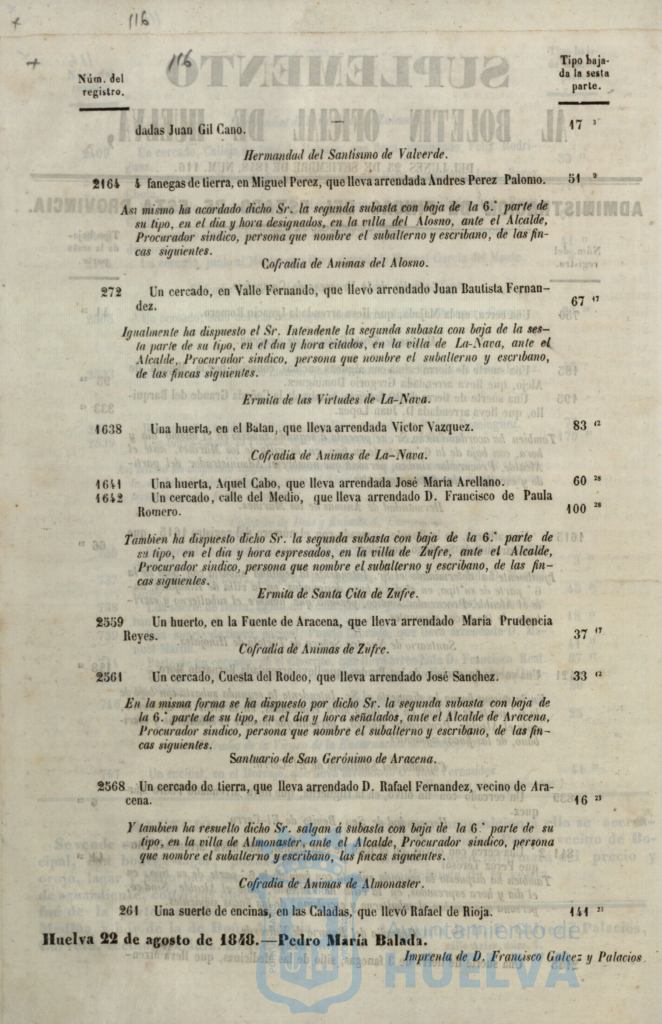 116
116
Núm. del
registro.
Tipo baja-
da la sesta
parte.
dadas Juan Gil Cano. 17
Hermandad del Santisimo de Valverde.
2164 4 fanegas de tierra, en Miguel Perez, que lleva arrendada Andres Perez Palomo. 51 9
Asi mismo ha acordado dicho Sr. la segunda subasta con baja de la 6.ª parte de
su tipo, en el dia y hora designados, en la villa del Alosno, ante el Alcalde,
Procurador síndico, persona que nombre el subalterno y escribano, de las fin-
cas siguientes.
Cofradia de Animas del Alosno.
272 Un cercado, en Valle Fernando, que llevó arrendado Juan Bautista Fernan-
dez. 67 17
Igualmente ha dispuesto el Sr. Intendente la segunda subasta con baja de la ses-
ta parte de su tipo, en el dia y hora citados, en la villa de La-Nava, ante el
Alcalde, Procurador síndico, persona que nombre el subalterno y escribano,
de las fincas siguientes.
Ermita de las Virtudes de La-Nava.
1638 Una huerta, en el Batan, que lleva arrendada Victor Vazquez. 83 12
Cofradia de Animas de La-Nava.
1641 Una huerta, Aquel Cabo, que lleva arrendada José María Arellano. 60 28
1642 Un cercado, calle del Medio, que lleva arrendado D. Francisco de Paula
Romero. 100 28
Tambien ha dispuesto dicho Sr. la segunda subasta con baja de la 6.ª parte de
su tipo, en el dia y hora espresados, en la villa de Zufre, ante el Alcalde,
Procurador síndico, persona que nombre el subalterno y escribano, de las fin-
cas siguientes.
Ermita de Santa Cita de Zufre.
2559 Un huerto, en la Fuente de Aracena, que lleva arrendado María Prudencia
Reyes. 37 17
Cofradia de Animas de Zufre.
2561 Un cercado, Cuesta del Rodeo, que lleva arrendado José Sanchez. 33 12
En la misma forma se ha dispuesto por dicho Sr. la segunda subasta con baja de
la 6.ª parte de su tipo, en el dia y hora señalados, ante el Alcalde de Aracena,
Procurador síndico, persona que nombre el subalterno y escribano, de las fin-
cas siguientes.
Santuario de San Gerónimo de Aracena.
2568 Un cercado de tierra, que lleva arrendado D. Rafael Fernandez, vecino de Ara-
cena. 16 23
Y tambien ha resuelto dicho Sr. salgan á subasta con baja de la 6.ª parte de su
tipo, en la villa de Almonaster, ante el Alcalde, Procurador síndico, persona
que nombre el subalterno y escribano, las fincas siguientes.
Cofradia de Animas de Almonaster.
261 Una suerte de encinas, en las Caladas, que llevó Rafael de Rioja. 141 21
Huelva 22 de agosto de 1848.—Pedro María Balada.
Imprenta de D. Francisco Galvez y Palacios
Ayuntamiento de
HUELVA